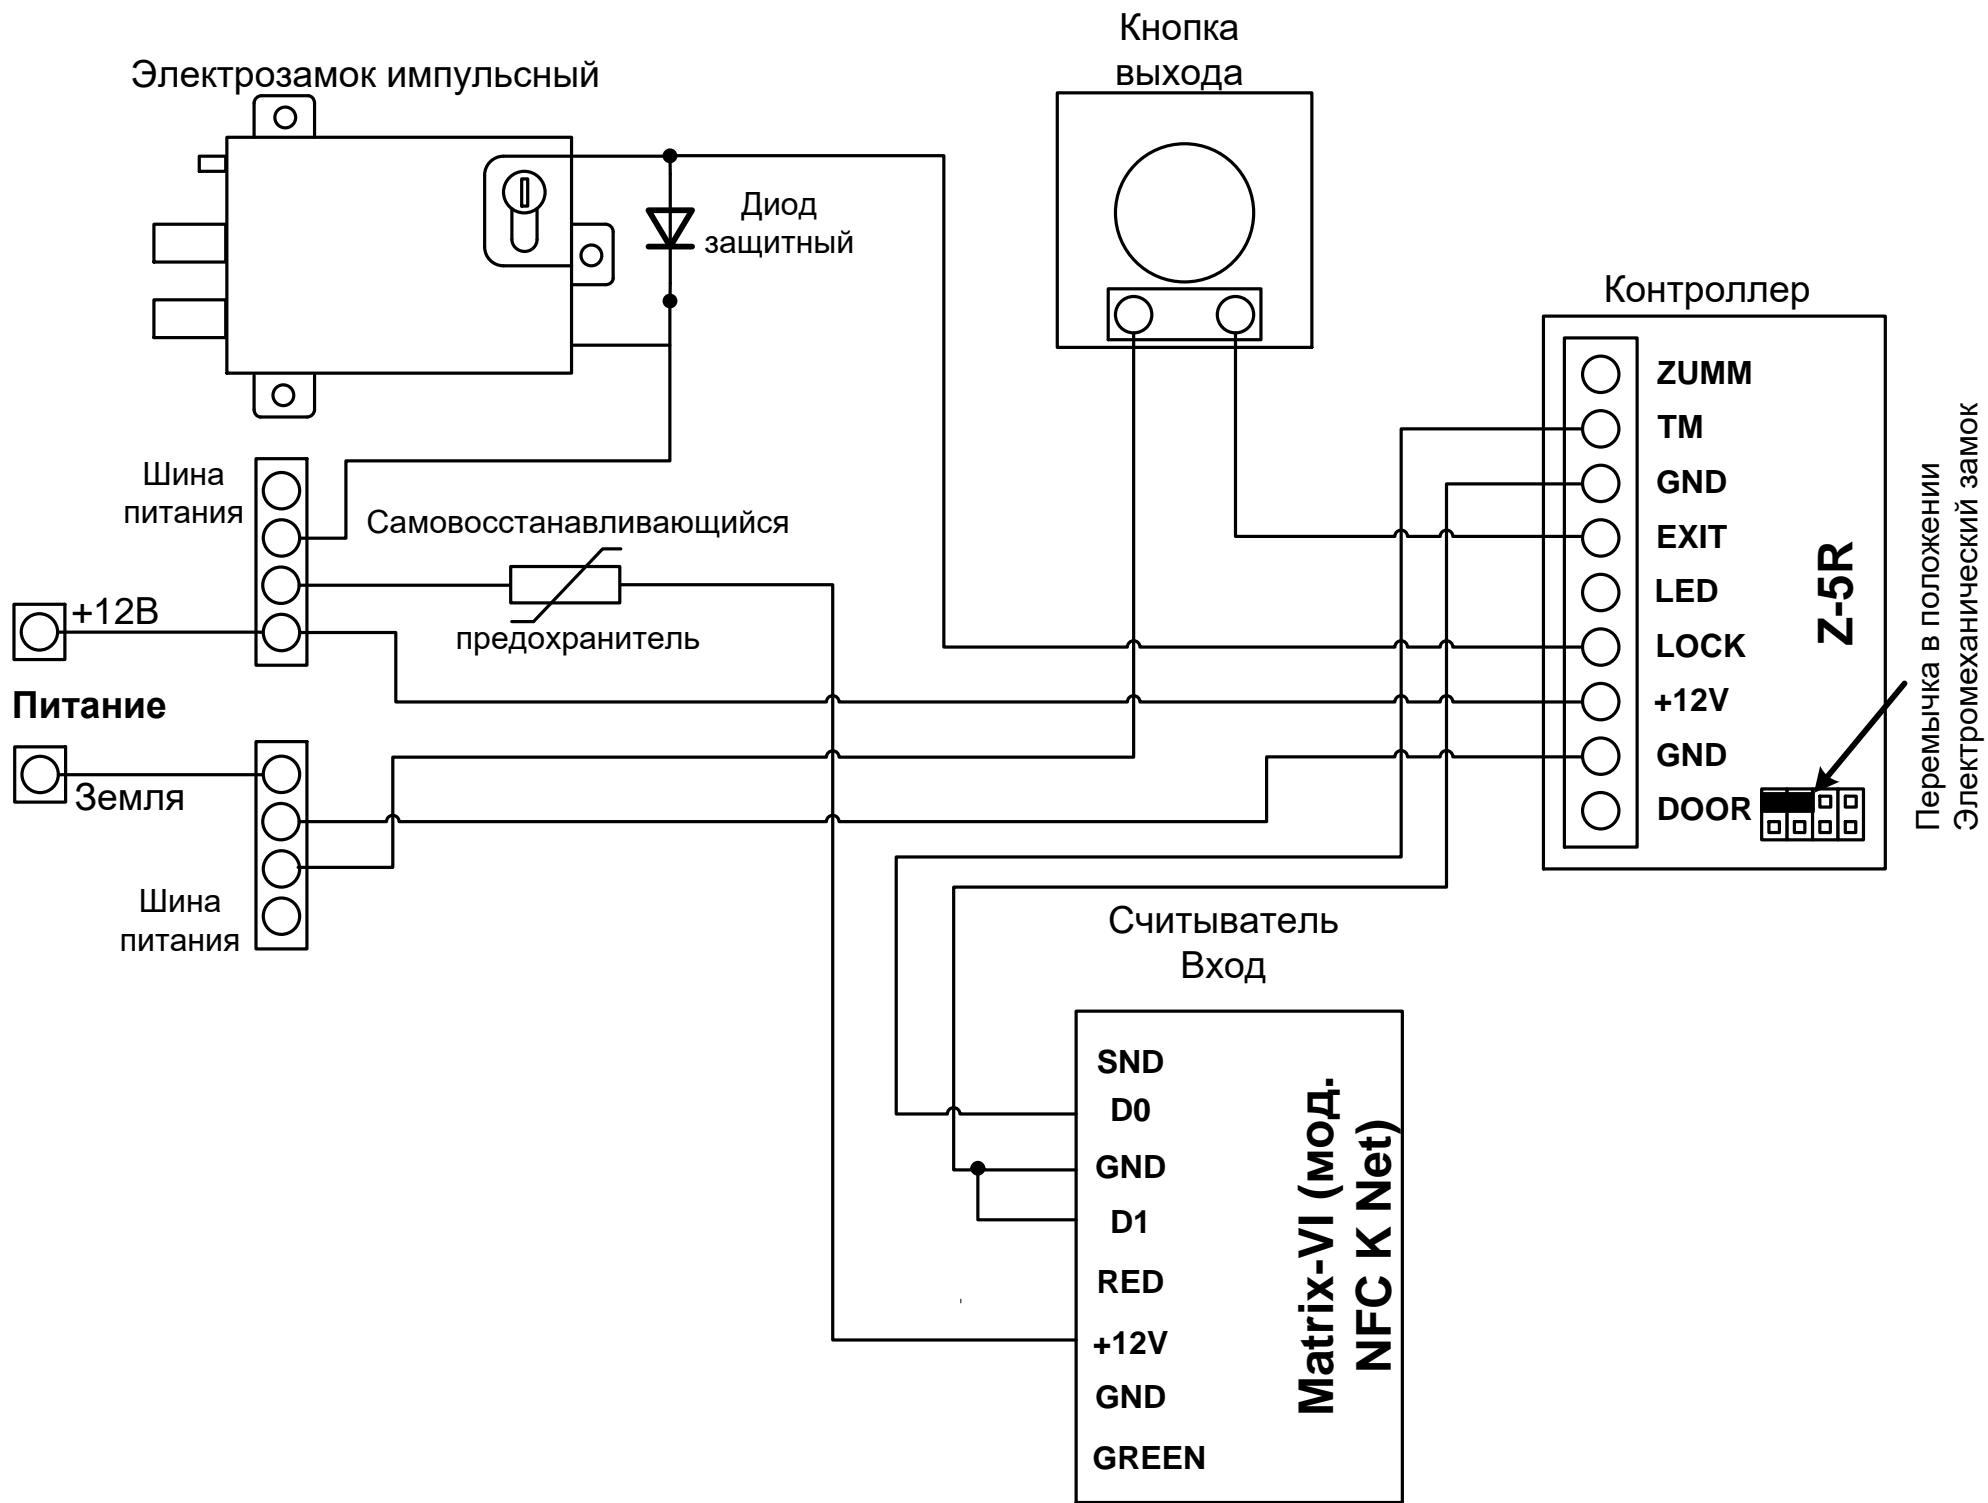 Кнопка
выхода
Электрозамок импульсный
Диод
защитный
Контроллер
ZUMM
TM
GND
EXIT
LED
LOCK
+12V
GND
DOOR
Z-5R
Перемычка в положении
Электромеханический замок
Шина
питания
Самовосстанавливающийся
предохранитель
+12В
Питание
Земля
Шина
питания
Считыватель
Вход
SND
D0
GND
D1
RED
+12V
GND
GREEN
Matrix-VI (мод.
NFC K Net)